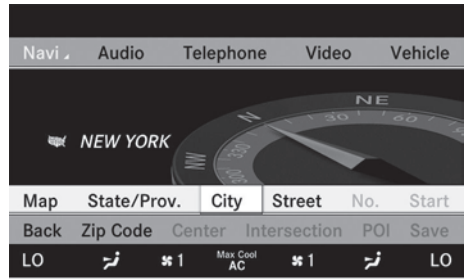 Navi Audio Telephone Video Vehicle
NE
N 30 60
NEW YORK
NW 330
Map State/Prov. City Street No. Start
Back Zip Code Center Intersection POI Save
LO 1 Max Cool AC 1 LO